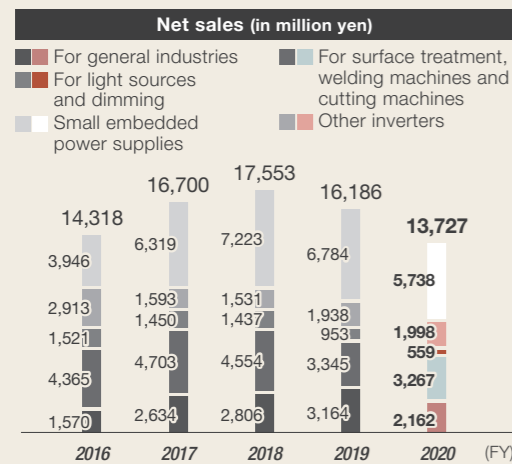 Net sales (in million yen)
For general industries
For light sources
and dimming
Small embedded
power supplies
For surface treatment,
welding machines and
cutting machines
Other inverters
14,318
3,946
2,913
1,521
4,365
1,570
16,700
6,319
1,593
1,450
4,703
2,634
17,553
7,223
1,531
1,437
4,554
2,806
16,186
6,784
1,938
953
3,345
3,164
13,727
5,738
1,998
559
3,267
2,162
2016 2017 2018 2019 2020 (FY)